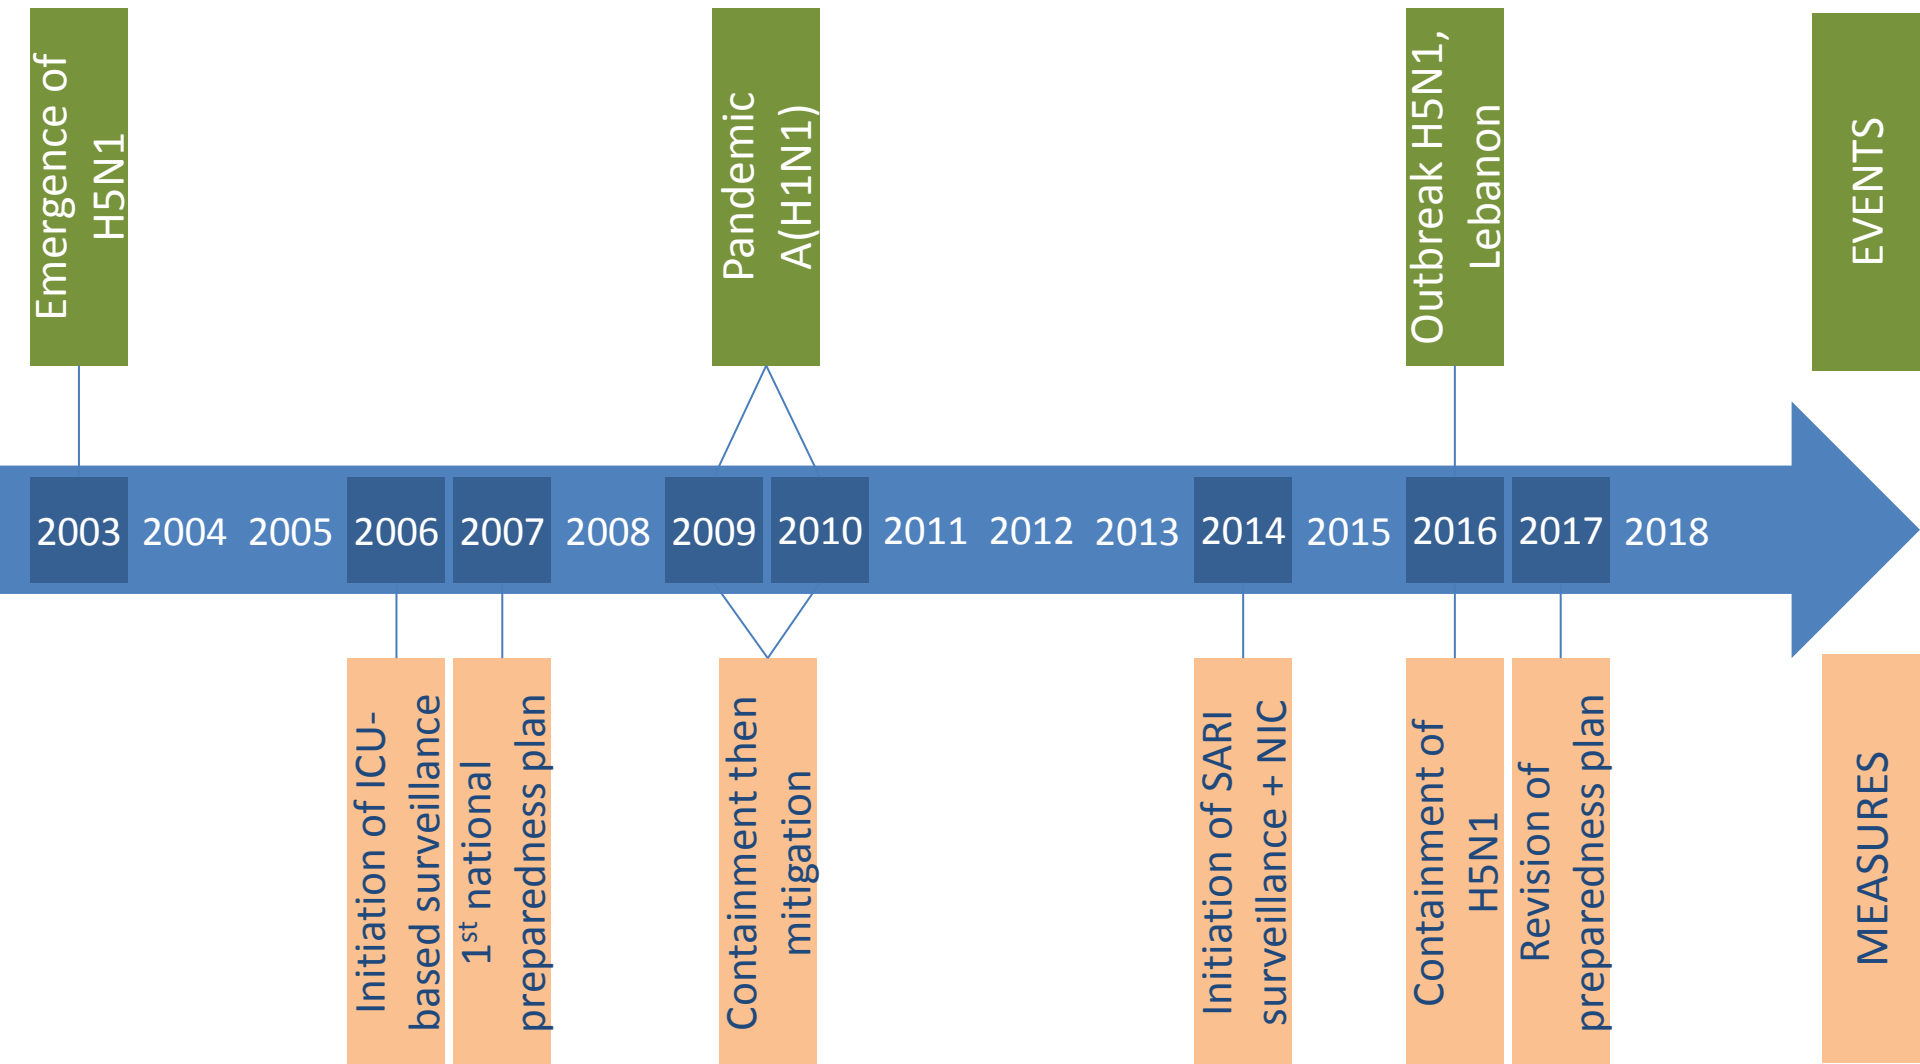 Emergence of
H5N1
Pandemic
A(H1N1)
Outbreak H5N1,
Lebanon
EVENTS
2003 2004 2005 2006 2007 2008 2009 2010 2011 2012 2013 2014 2015 2016 2017 2018
Initiation of ICU-
based surveillance
1st national
preparedness plan
Containment then
mitigation
Initiation of SARI
surveillance + NIC
Containment of
H5N1
Revision of
preparedness plan
MEASURES